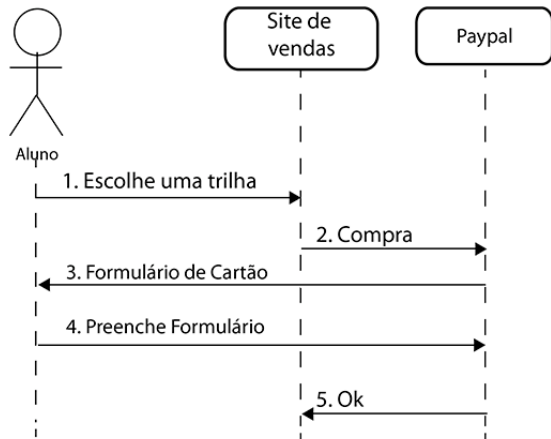 Site de
vendas
Paypal
Aluno
1. Escolhe uma trilha
2. Compra
3. Formulário de Cartão
4. Preenche Formulário
5. Ok